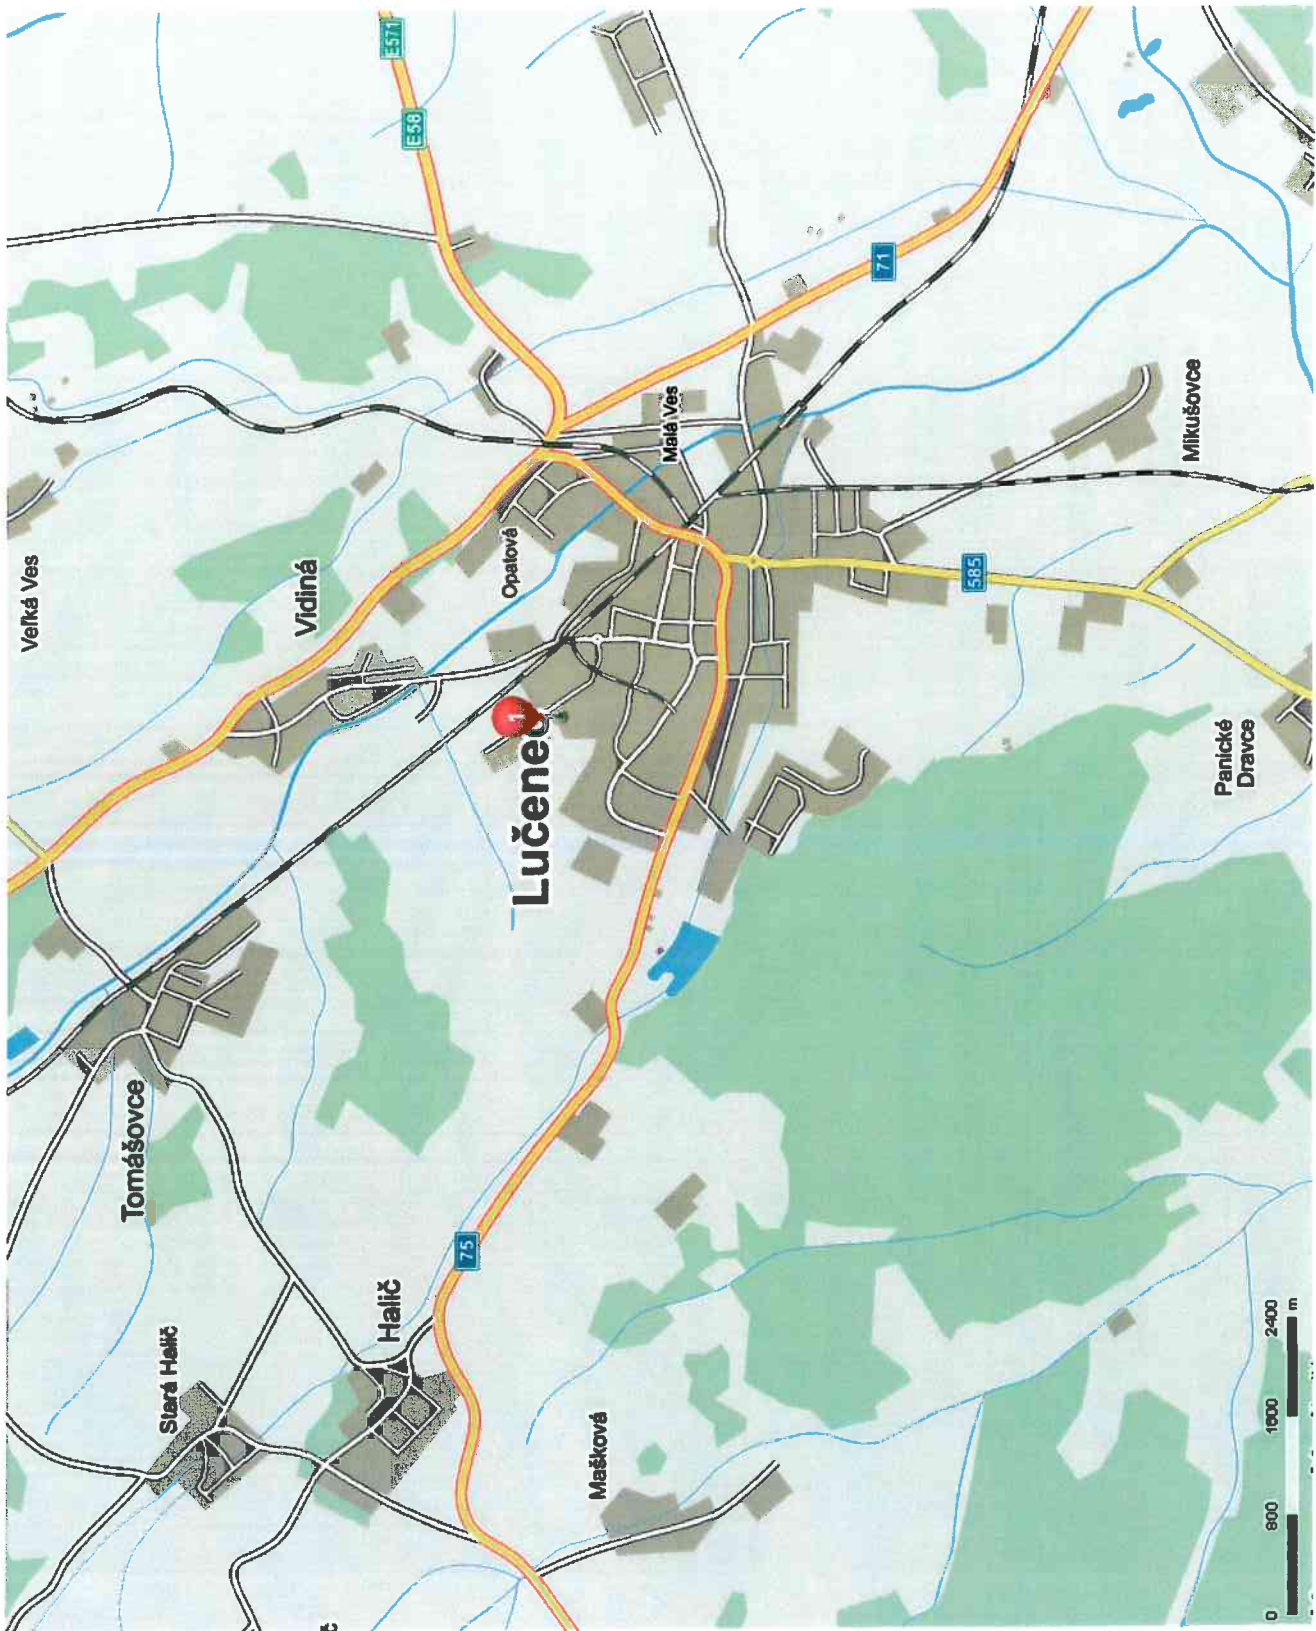 Veľká Ves
E571
E58
Vidiná
Opatová
Malá Ves
71
Mikušovce
585
Lučenec
1
Panické
Dravce
Tomášovce
75
Stará Halič
Halič
Mašková
0 800 1600 2400 m